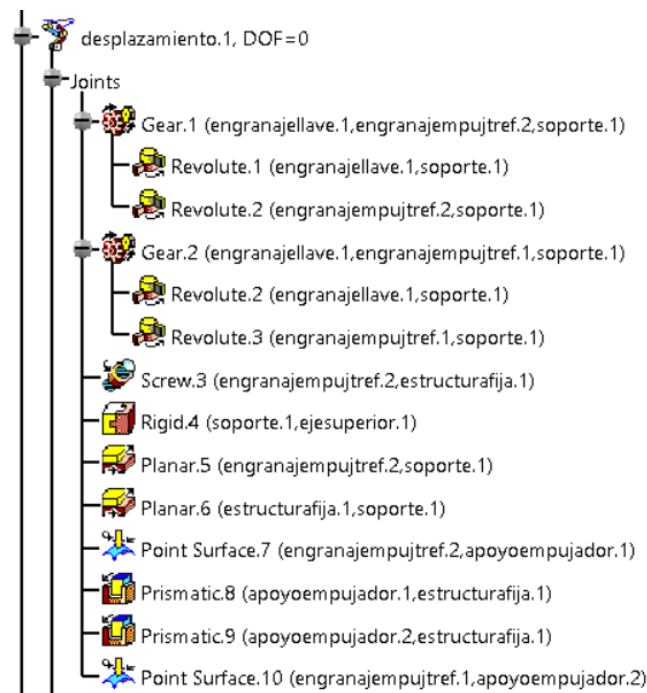 desplazamiento.1, DOF=0
Joints
Gear.1 (engranajellave.1,engranajempujtref.2,soporte.1)
Revolute.1 (engranajellave.1,soporte.1)
Revolute.2 (engranajempujtref.2,soporte.1)
Gear.2 (engranajellave.1,engranajempujtref.1,soporte.1)
Revolute.2 (engranajellave.1,soporte.1)
Revolute.3 (engranajempujtref.1,soporte.1)
Screw.3 (engranajempujtref.2,estructurafija.1)
Rigid.4 (soporte.1,ejesuperior.1)
Planar.5 (engranajempujtref.2,soporte.1)
Planar.6 (estructurafija.1,soporte.1)
Point Surface.7 (engranajempujtref.2,apoyoempujador.1)
Prismatic.8 (apoyoempujador.1,estructurafija.1)
Prismatic.9 (apoyoempujador.2,estructurafija.1)
Point Surface.10 (engranajempujtref.1,apoyoempujador.2)